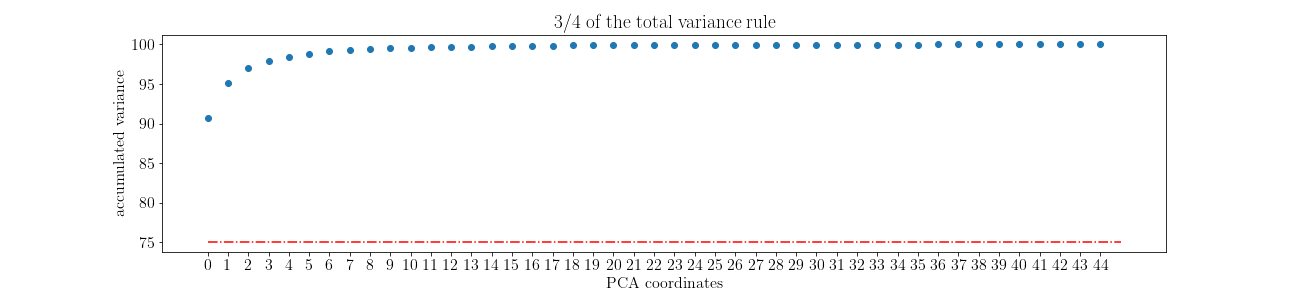 3/4 of the total variance rule
accumulated variance
100
95
90
85
80
75
0 1 2 3 4 5 6 7 8 9 10 11 12 13 14 15 16 17 18 19 20 21 22 23 24 25 26 27 28 29 30 31 32 33 34 35 36 37 38 39 40 41 42 43 44
PCA coordinates